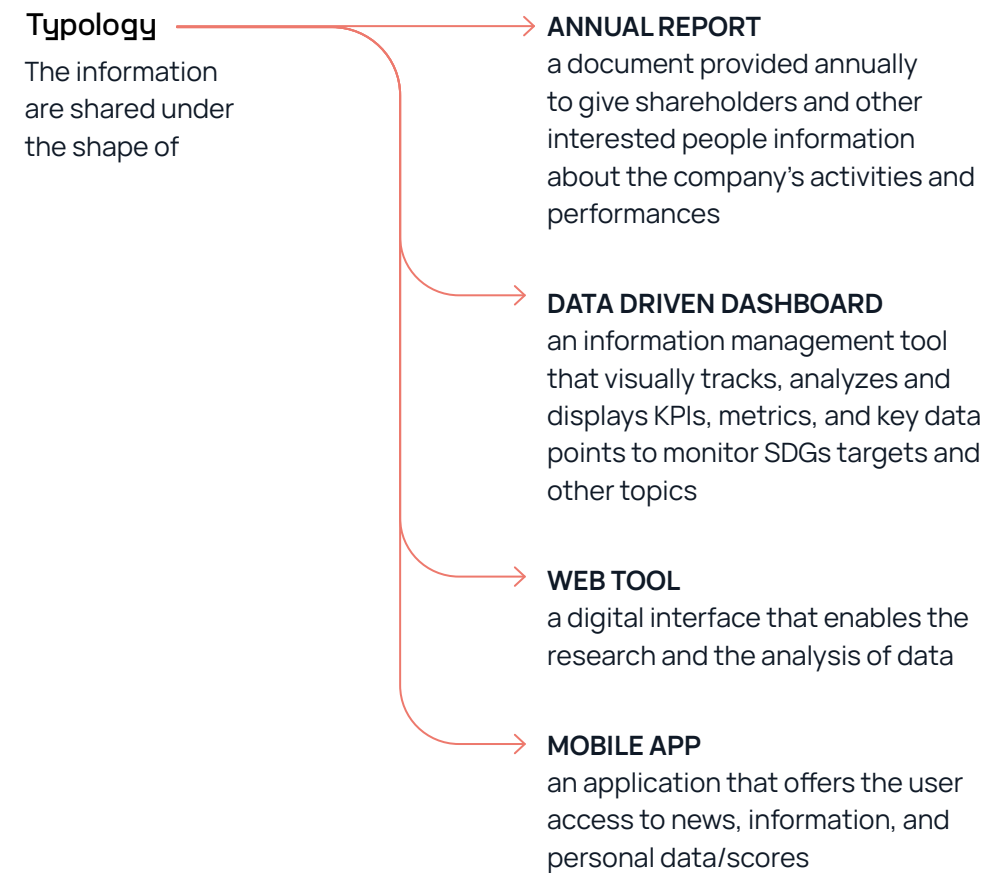 Typology
The information
are shared under
the shape of
ANNUAL REPORT
a document provided annually
to give shareholders and other
interested people information
about the company’s activities and
performances
DATA DRIVEN DASHBOARD
an information management tool
that visually tracks, analyzes and
displays KPIs, metrics, and key data
points to monitor SDGs targets and
other topics
WEB TOOL
a digital interface that enables the
research and the analysis of data
MOBILE APP
an application that offers the user
access to news, information, and
personal data/scores